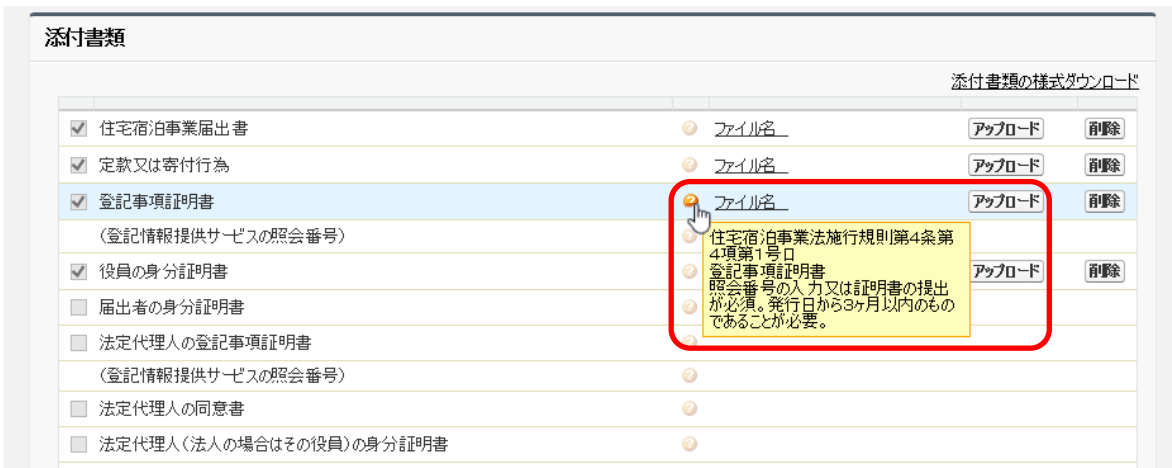 添付書類
添付書類の様式ダウンロード
住宅宿泊事業届出書 ? ファイル名 アップロード 削除
定款又は寄付行為 ? ファイル名 アップロード 削除
登記事項証明書 ? ファイル名 アップロード 削除
(登記情報提供サービスの照会番号)
住宅宿泊事業法施行規則第4条第
4項第1号ロ
登記事項証明書
照会番号の入力又は証明書の提出
が必須。発行日から3ヶ月以内のもの
であることが必要。
役員の身分証明書 ? アップロード 削除
届出者の身分証明書 ?
法定代理人の登記事項証明書 ?
(登記情報提供サービスの照会番号) ?
法定代理人の同意書 ?
法定代理人(法人の場合はその役員)の身分証明書 ?